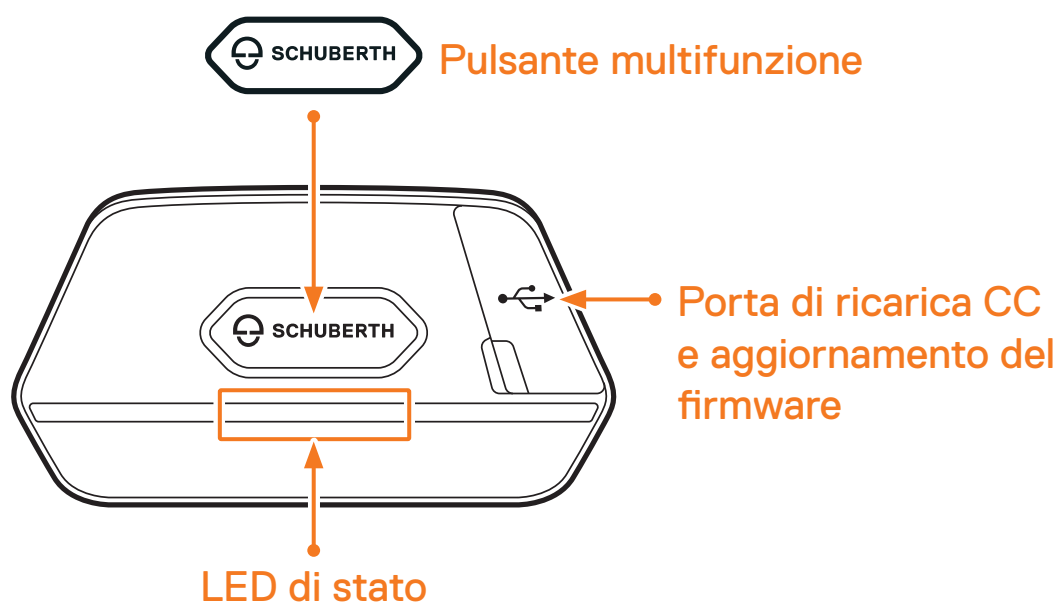 SCHUBERTH
Pulsante multifunzione
SCHUBERTH
Porta di ricarica CC
e aggiornamento del
firmware
LED di stato